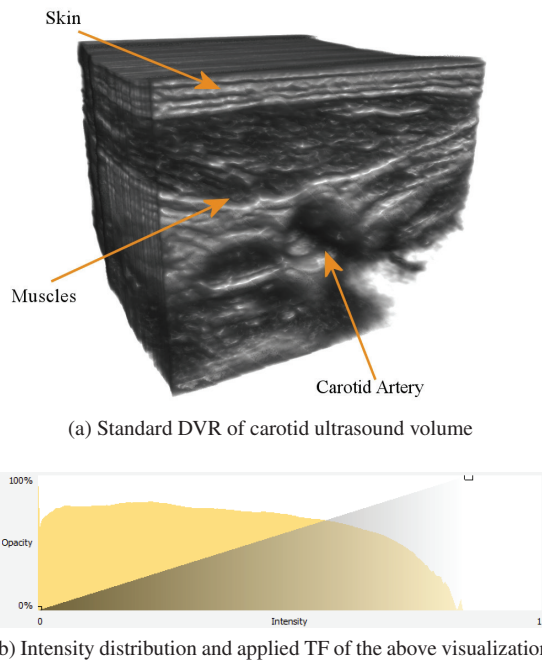 Skin
Muscles
Carotid Artery
(a) Standard DVR of carotid ultrasound volume
100%
Opacity
0%
0
Intensity
1
b) Intensity distribution and applied TF of the above visualization